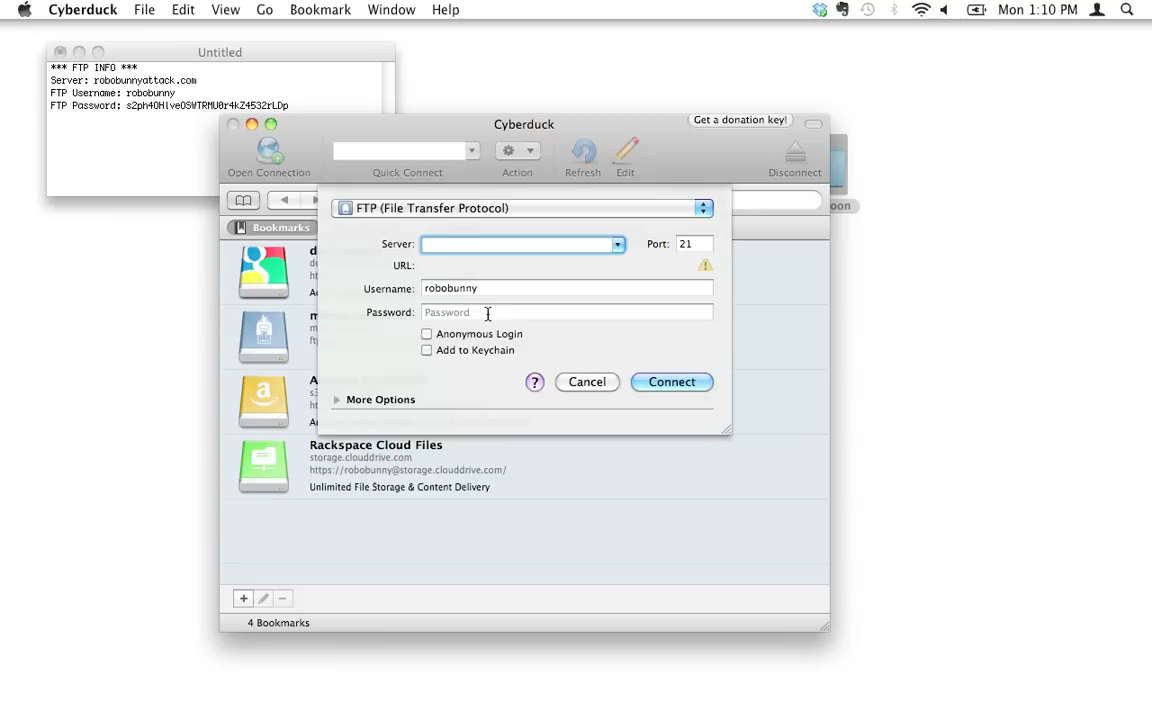 Cyberduck File Edit View Go Bookmark Window Help Mon 1:10 PM
Untitled
*** FTP INFO ***
Server: robobunnyattack.com
FTP Username: robobunny
FTP Password: s2ph4OHlveOSWTRMU0r4kZ4532rLDp
Cyberduck
Get a donation key!
Open Connection Quick Connect Action Refresh Edit Disconnect
oon
FTP (File Transfer Protocol)
Bookmarks
Server: Port: 21
URL:
Username: robobunny
Password: Password
Anonymous Login
Add to Keychain
? Cancel Connect
More Options
Rackspace Cloud Files
storage.clouddrive.com
https://robobunny@storage.clouddrive.com/
Unlimited File Storage & Content Delivery
4 Bookmarks